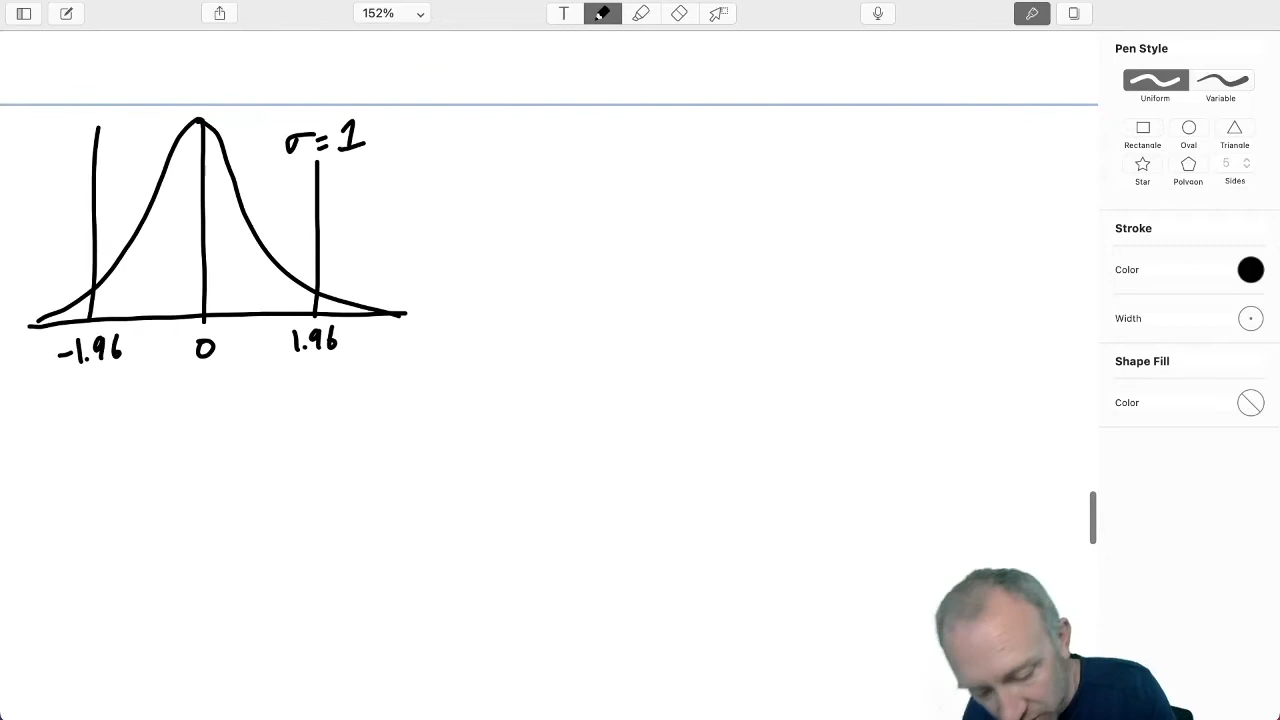 152%
T
Pen Style
Uniform
Variable
Rectangle
Oval
Triangle
5
Star
Polygon
Sides
Stroke
Color
Width
Shape Fill
Color
σ = 1
-1.96
0
1.96